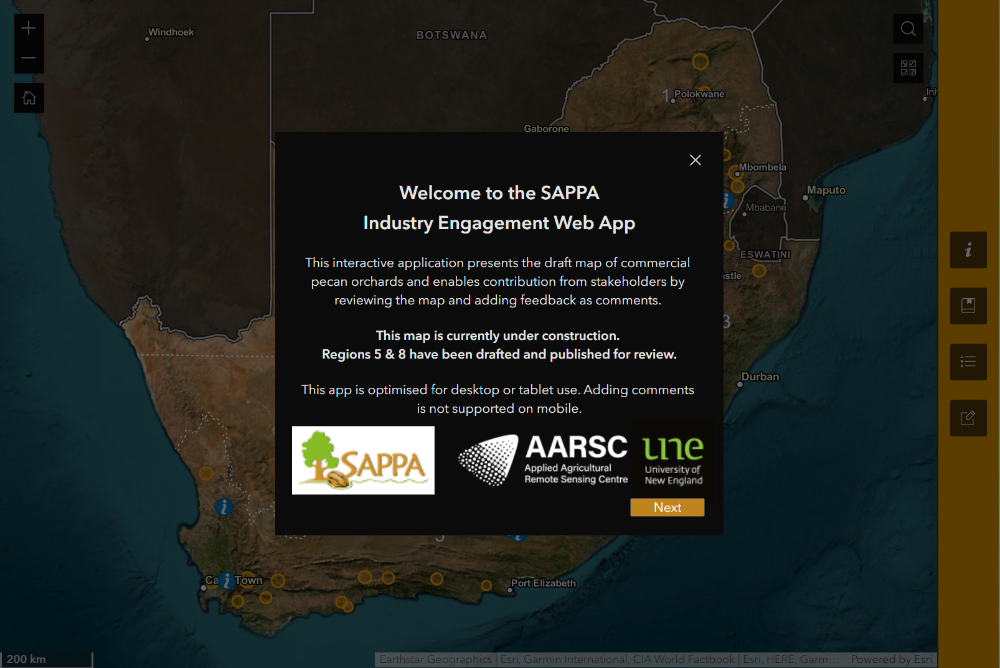 Windhoek
BOTSWANA
1
Polokwane
Gaborone
Mbombela
Maputo
Mbabane
ESWATINI
stle
3
Durban
Welcome to the SAPPA
Industry Engagement Web App
This interactive application presents the draft map of commercial
pecan orchards and enables contribution from stakeholders by
reviewing the map and adding feedback as comments.
This map is currently under construction.
Regions 5 & 8 have been drafted and published for review.
This app is optimised for desktop or tablet use. Adding comments
is not supported on mobile.
SAPPA
AARSC
Applied Agricultural
Remote Sensing Centre
une
University of
New England
Next
Ca Town
Port Elizabeth
200 km
Earthstar Geographics | Esri, Garmin International, CIA World Factbook | Esri, HERE, Garm... Powered by Esri